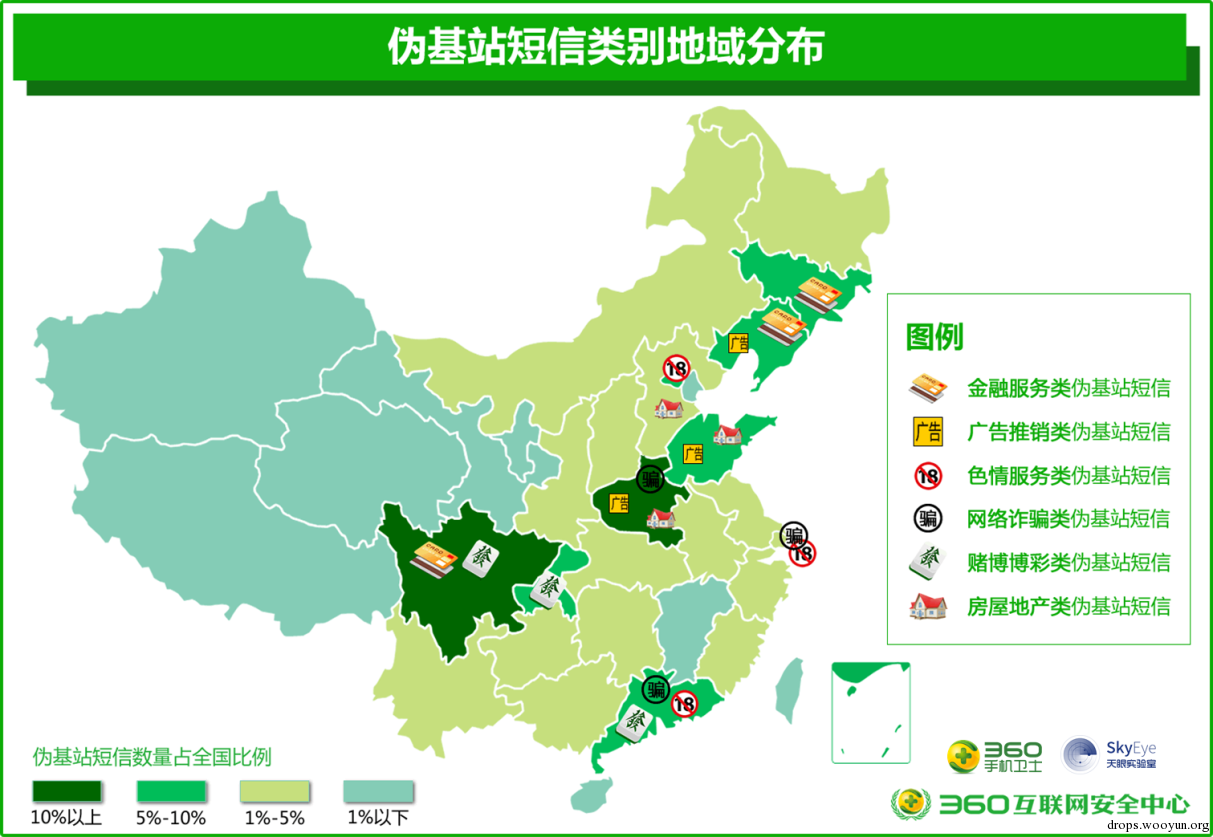 伪基站短信类别地域分布
18
广告
广告
骗
广告
骗
18
發
發
骗
18
發
图例
金融服务类伪基站短信
广告 广告推销类伪基站短信
18 色情服务类伪基站短信
骗 网络诈骗类伪基站短信
發 赌博博彩类伪基站短信
房屋地产类伪基站短信
伪基站短信数量占全国比例
10%以上 5%-10% 1%-5% 1%以下
360
手机卫士
SkyEye
天眼实验室
360互联网安全中心
drops.wooyun.org